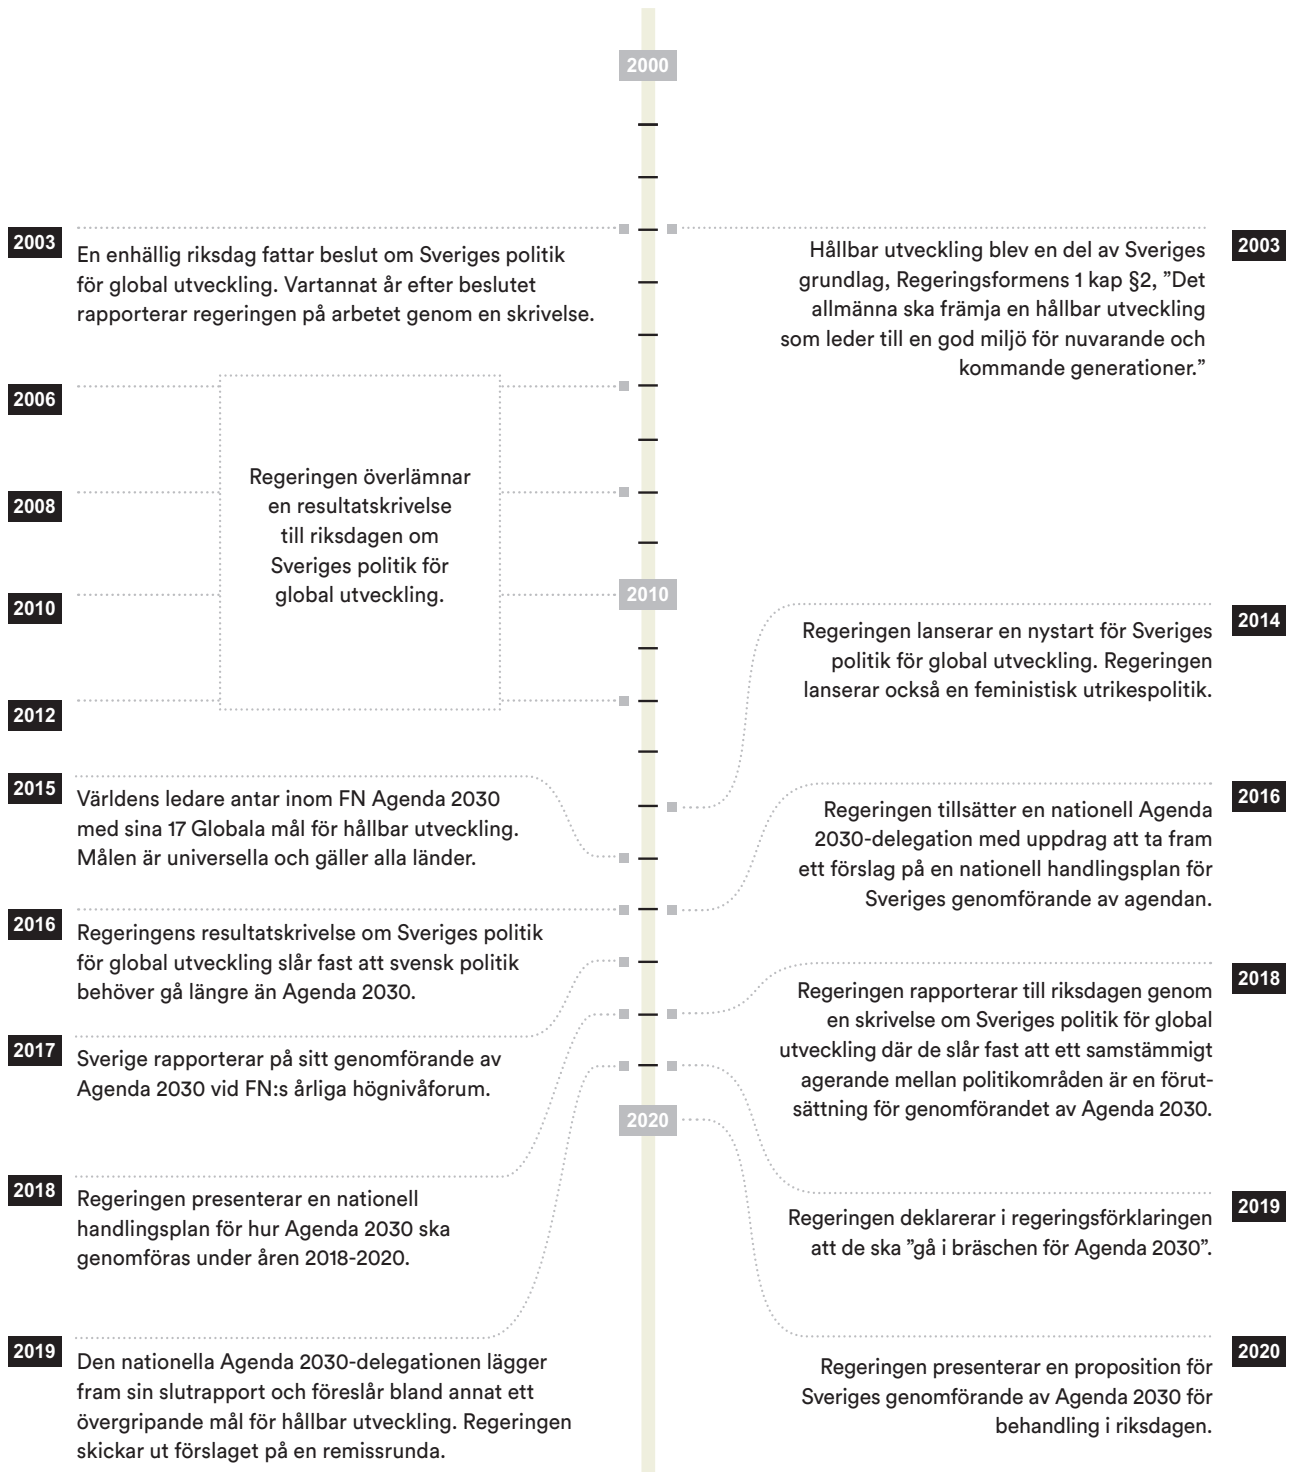 2000
2003
En enhällig riksdag fattar beslut om Sveriges politik
för global utveckling. Vartannat år efter beslutet
rapporterar regeringen på arbetet genom en skrivelse.
2003
Hållbar utveckling blev en del av Sveriges
grundlag, Regeringsformens 1 kap §2, ”Det
allmänna ska främja en hållbar utveckling
som leder till en god miljö för nuvarande och
kommande generationer.”
2006
2008
2010
2012
Regeringen överlämnar
en resultatskrivelse
till riksdagen om
Sveriges politik för
global utveckling.
2010
2014
Regeringen lanserar en nystart för Sveriges
politik för global utveckling. Regeringen
lanserar också en feministisk utrikespolitik.
2015
Världens ledare antar inom FN Agenda 2030
med sina 17 Globala mål för hållbar utveckling.
Målen är universella och gäller alla länder.
2016
Regeringen tillsätter en nationell Agenda
2030-delegation med uppdrag att ta fram
ett förslag på en nationell handlingsplan för
Sveriges genomförande av agendan.
2016
Regeringens resultatskrivelse om Sveriges politik
för global utveckling slår fast att svensk politik
behöver gå längre än Agenda 2030.
2018
Regeringen rapporterar till riksdagen genom
en skrivelse om Sveriges politik för global
utveckling där de slår fast att ett samstämmigt
agerande mellan politikområden är en förut-
sättning för genomförandet av Agenda 2030.
2017
Sverige rapporterar på sitt genomförande av
Agenda 2030 vid FN:s årliga högnivåforum.
2020
2018
Regeringen presenterar en nationell
handlingsplan för hur Agenda 2030 ska
genomföras under åren 2018-2020.
2019
Regeringen deklarerar i regeringsförklaringen
att de ska ”gå i bräschen för Agenda 2030”.
2019
Den nationella Agenda 2030-delegationen lägger
fram sin slutrapport och föreslår bland annat ett
övergripande mål för hållbar utveckling. Regeringen
skickar ut förslaget på en remissrunda.
2020
Regeringen presenterar en proposition för
Sveriges genomförande av Agenda 2030 för
behandling i riksdagen.